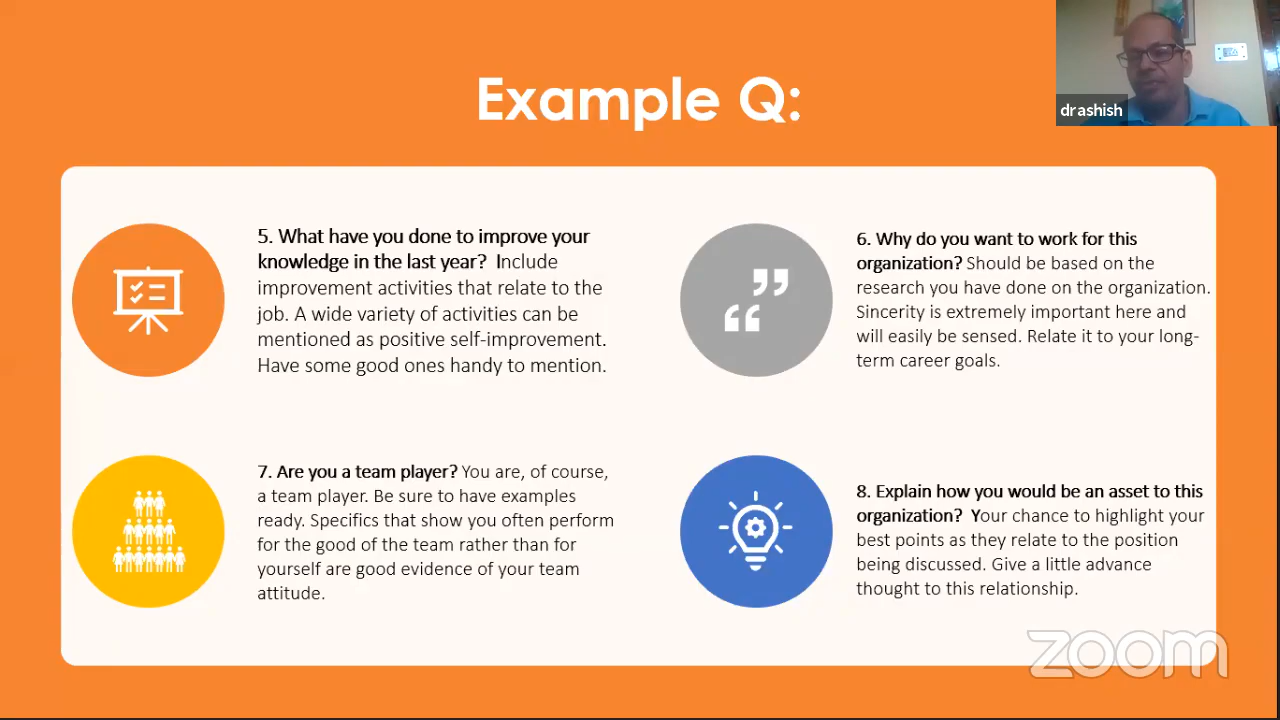 Example Q:
drashish
5. What have you done to improve your
knowledge in the last year?  Include
improvement activities that relate to the
job. A wide variety of activities can be
mentioned as positive self-improvement.
Have some good ones handy to mention.
6. Why do you want to work for this
organization? Should be based on the
research you have done on the organization.
Sincerity is extremely important here and
will easily be sensed. Relate it to your long-
term career goals.
7. Are you a team player? You are, of course,
a team player. Be sure to have examples
ready. Specifics that show you often perform
for the good of the team rather than for
yourself are good evidence of your team
attitude.
8. Explain how you would be an asset to this
organization?  Your chance to highlight your
best points as they relate to the position
being discussed. Give a little advance
thought to this relationship.
zoom